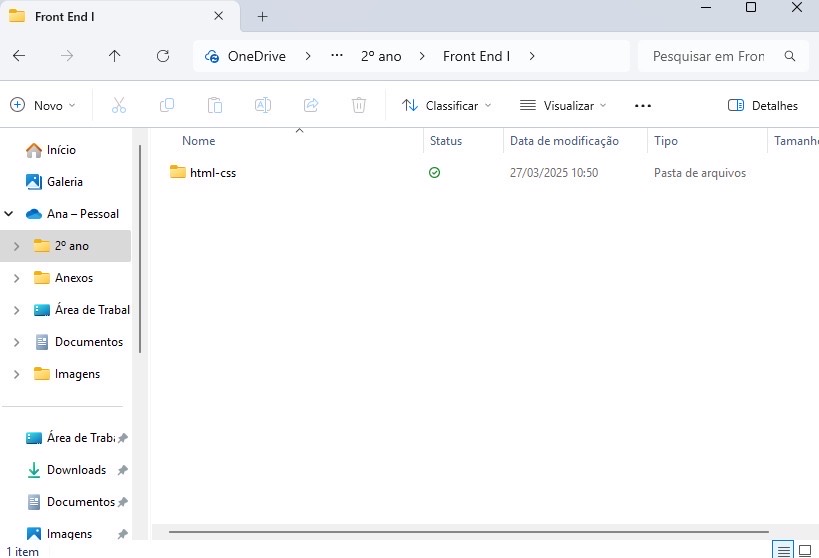 Front End I
OneDrive > ... 2º ano > Front End I > Pesquisar em Fron
Novo Classificar Visualizar ... Detalhes
Nome Status Data de modificação Tipo Tamanho
html-css 27/03/2025 10:50 Pasta de arquivos
Início
Galeria
Ana – Pessoal
2º ano
Anexos
Área de Trabal
Documentos
Imagens
Área de Traba
Downloads
Documentos
Imagens
1 item